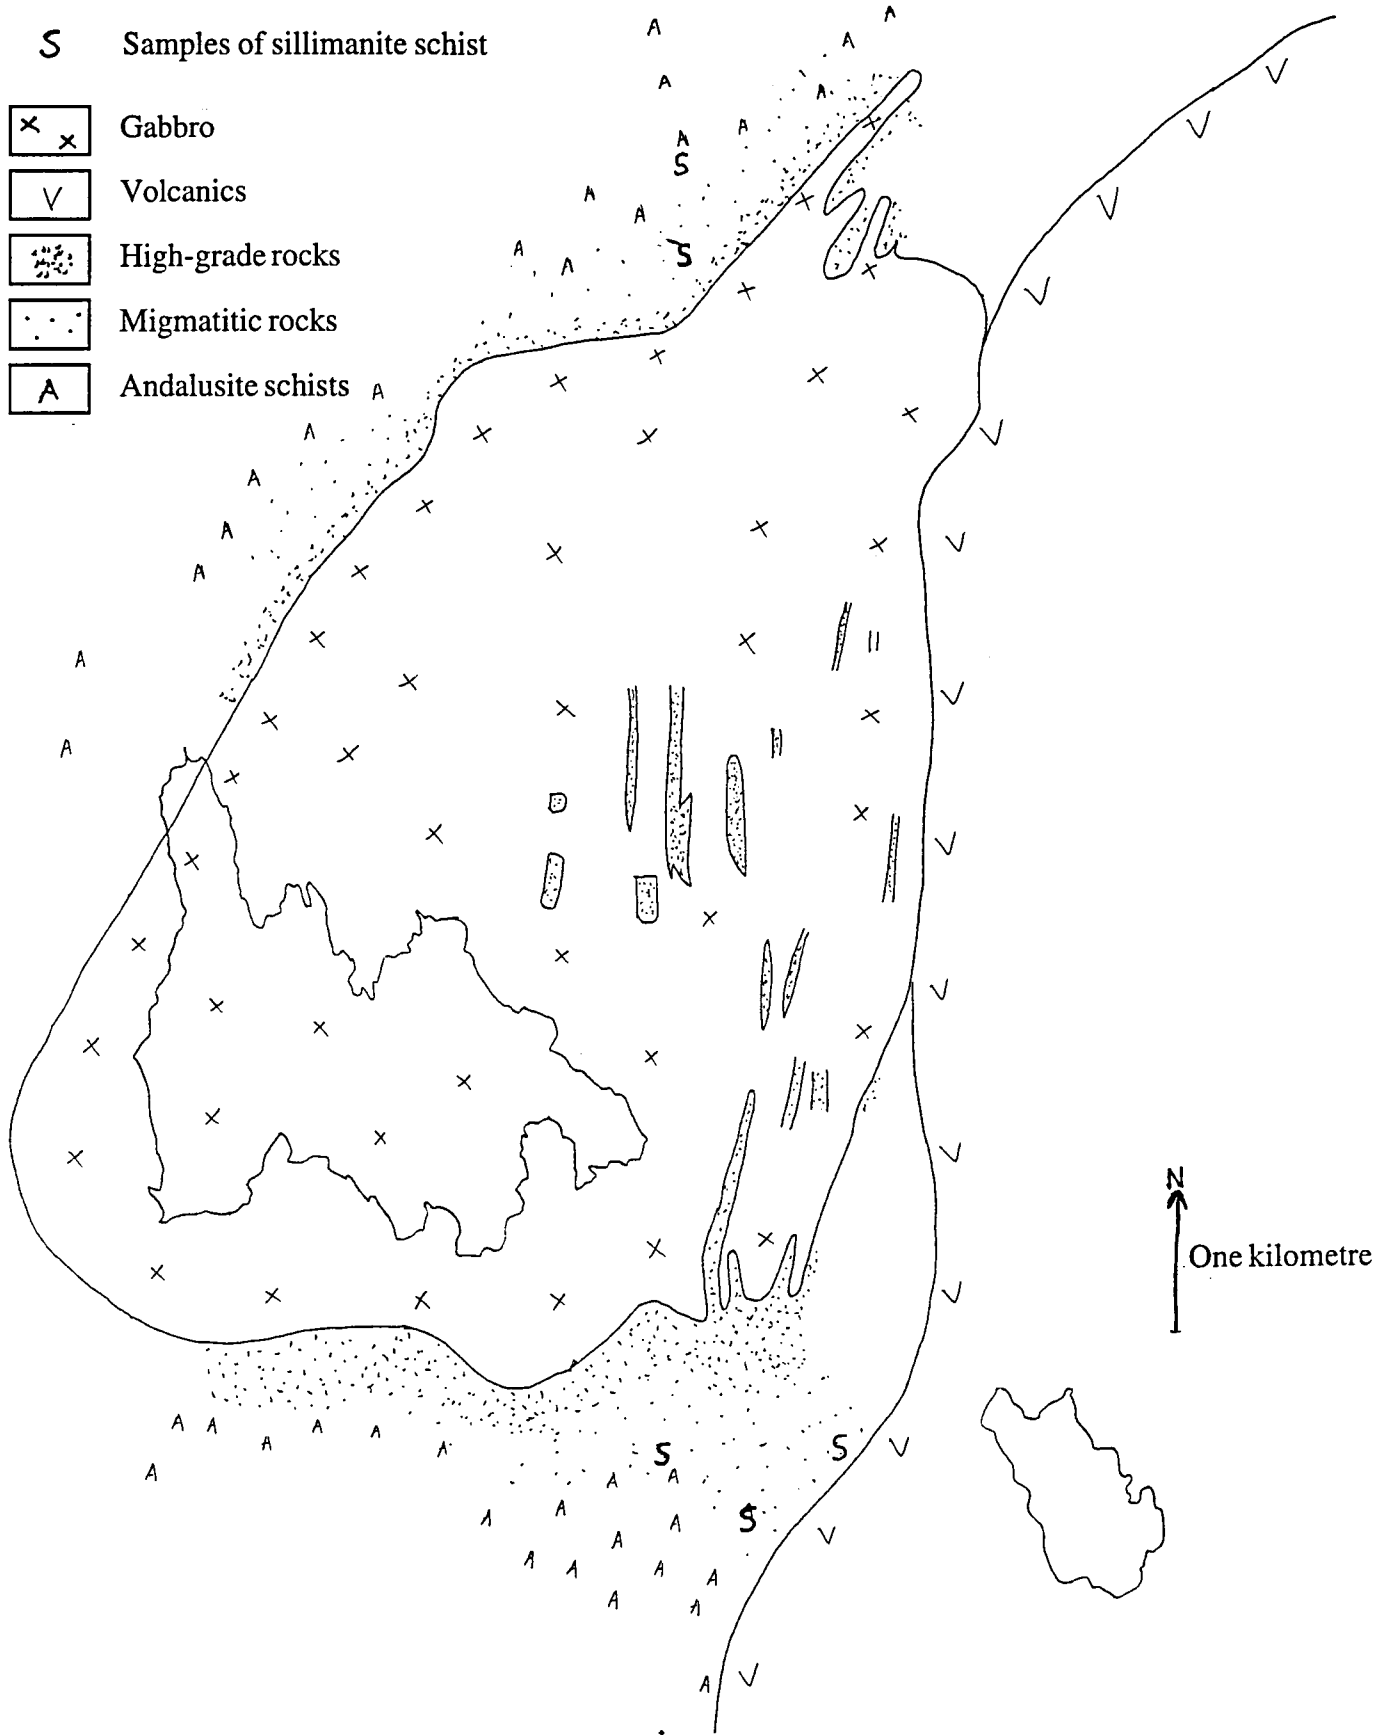 S Samples of sillimanite schist
Gabbro
V Volcanics
High-grade rocks
Migmatitic rocks
A Andalusite schists
N
One kilometre